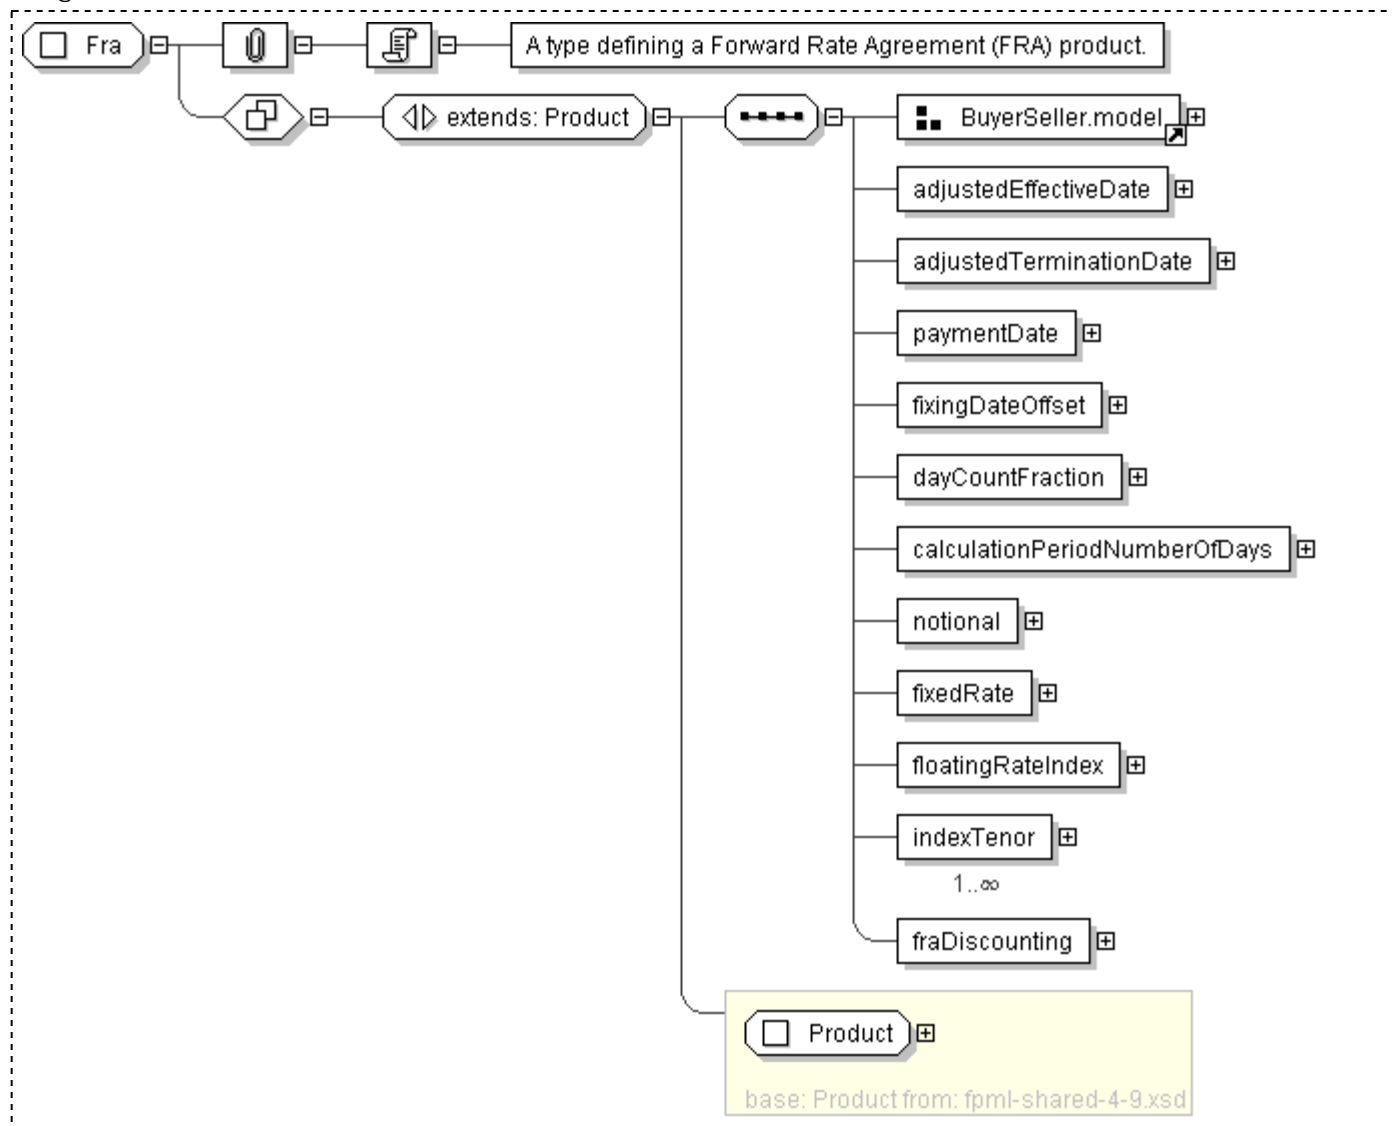 Fra
A type defining a Forward Rate Agreement (FRA) product.
extends: Product
BuyerSeller.model
adjustedEffectiveDate
adjustedTerminationDate
paymentDate
fixingDateOffset
dayCountFraction
calculationPeriodNumberOfDays
notional
fixedRate
floatingRateIndex
indexTenor
1..∞
fraDiscounting
Product
base: Product from: fpml-shared-4-9.xsd